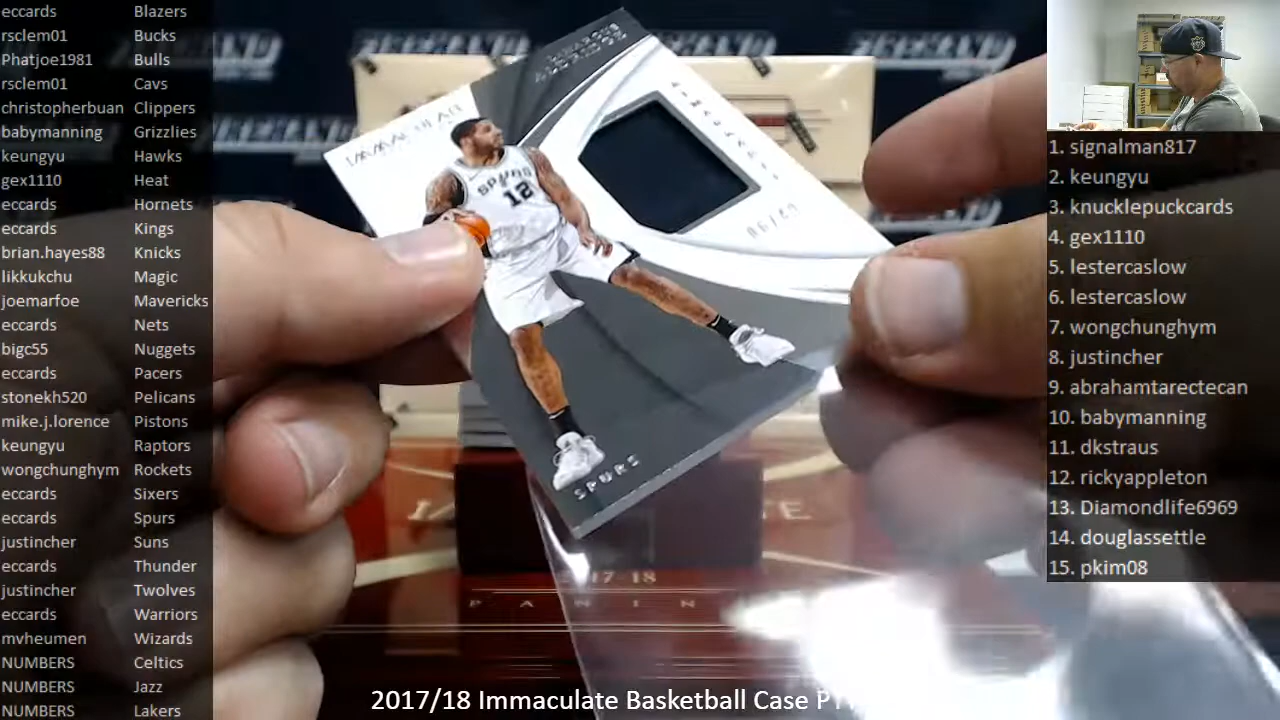 eccards Blazers
rsclem01 Bucks
Phatjoe1981 Bulls
rsclem01 Cavs
christopherbuan Clippers
babymanning Grizzlies
keungyu Hawks
gex1110 Heat
eccards Hornets
eccards Kings
brian.hayes88 Knicks
likkukchu Magic
joemarfoe Mavericks
eccards Nets
bigc55 Nuggets
eccards Pacers
stonekh520 Pelicans
mike.j.lorence Pistons
keungyu Raptors
wongchunghym Rockets
eccards Sixers
eccards Spurs
justincher Suns
eccards Thunder
justincher Twolves
eccards Warriors
mvheumen Wizards
NUMBERS Celtics
NUMBERS Jazz
NUMBERS Lakers
IMMACULATE
SPURS
12
SPURS
2017-18
PANINI
2017/18 Immaculate Basketball Case
1. signalman817
2. keungyu
3. knucklepuckcards
4. gex1110
5. lestercaslow
6. lestercaslow
7. wongchunghym
8. justincher
9. abrahamtarectecan
10. babymanning
11. dkstraus
12. rickyappleton
13. Diamondlife6969
14. douglassettle
15. pkim08